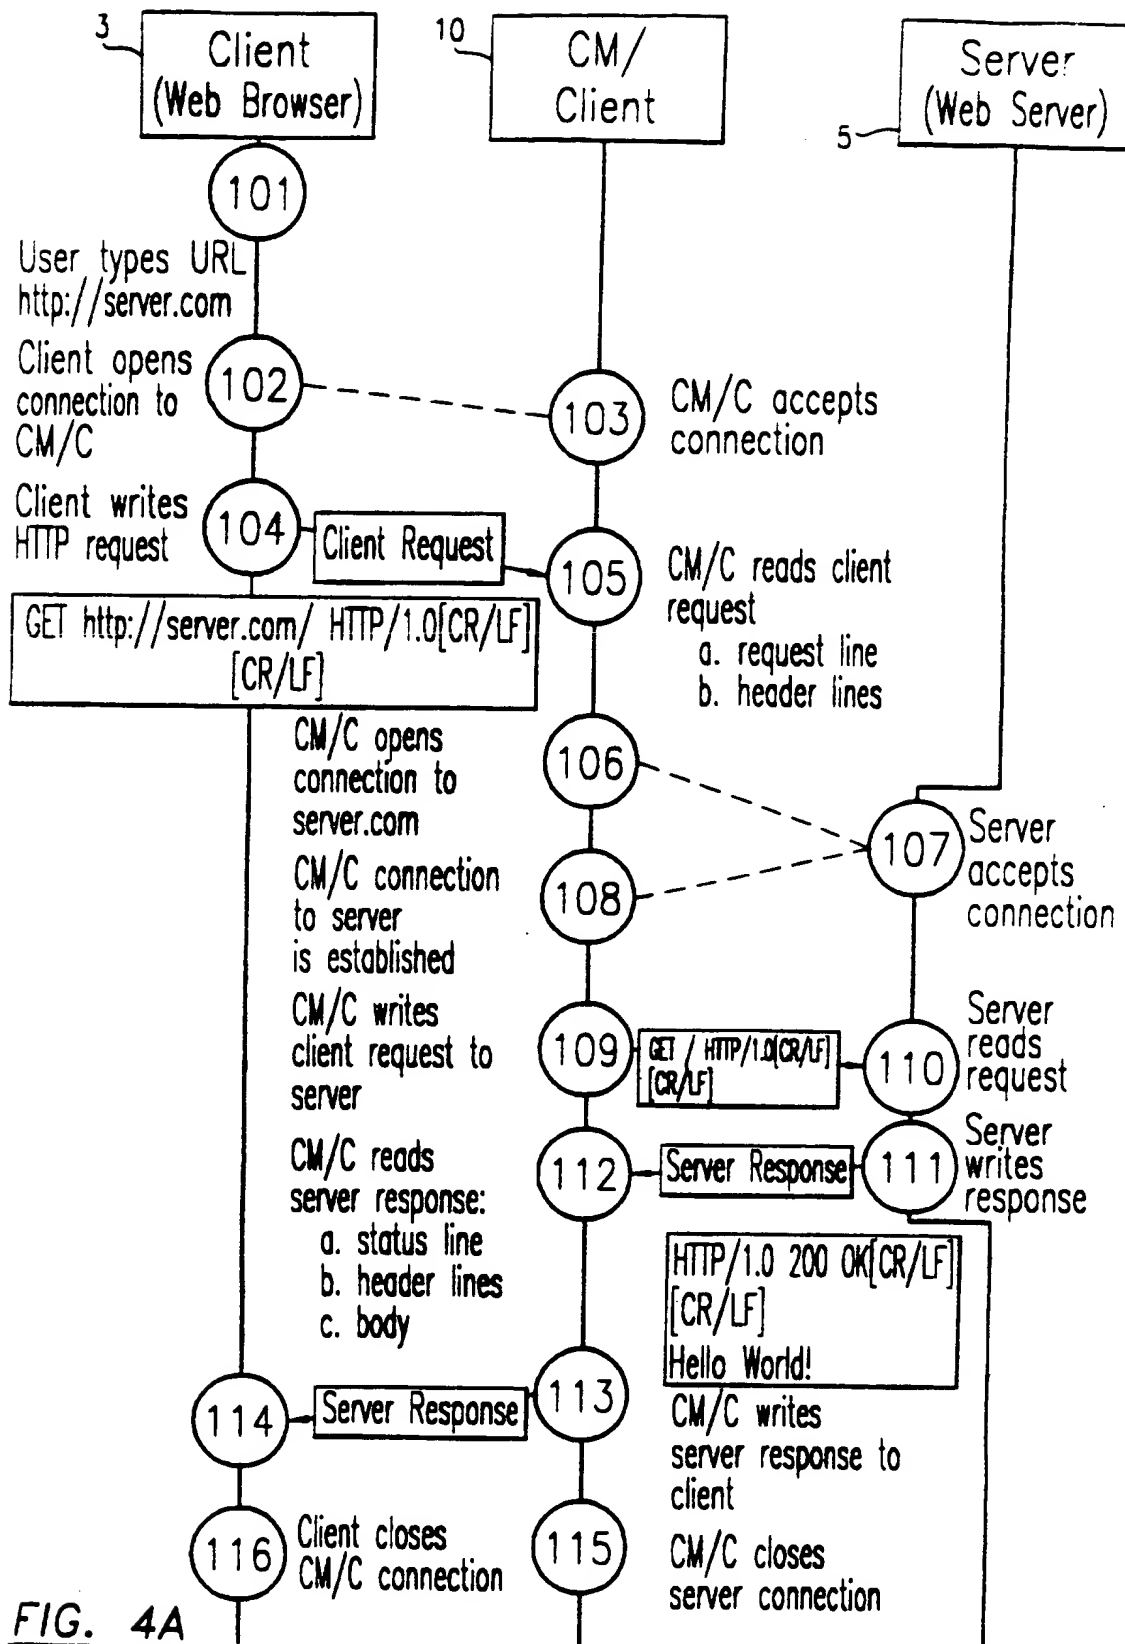 3
Client
(Web Browser)
10
CM/
Client
5
Server
(Web Server)
101
User types URL
http://server.com
Client opens
connection to
CM/C
102
103
CM/C accepts
connection
Client writes
HTTP request
104
Client Request
105
CM/C reads client
request
a. request line
b. header lines
GET http://server.com/ HTTP/1.0[CR/LF]
[CR/LF]
CM/C opens
connection to
server.com
106
107
Server
accepts
connection
CM/C connection
to server
is established
108
CM/C writes
client request to
server
109
GET / HTTP/1.0[CR/LF]
[CR/LF]
110
Server
reads
request
CM/C reads
server response:
a. status line
b. header lines
c. body
112
Server Response
111
Server
writes
response
HTTP/1.0 200 OK[CR/LF]
[CR/LF]
Hello World!
114
Server Response
113
CM/C writes
server response to
client
116
Client closes
CM/C connection
115
CM/C closes
server connection
FIG. 4A